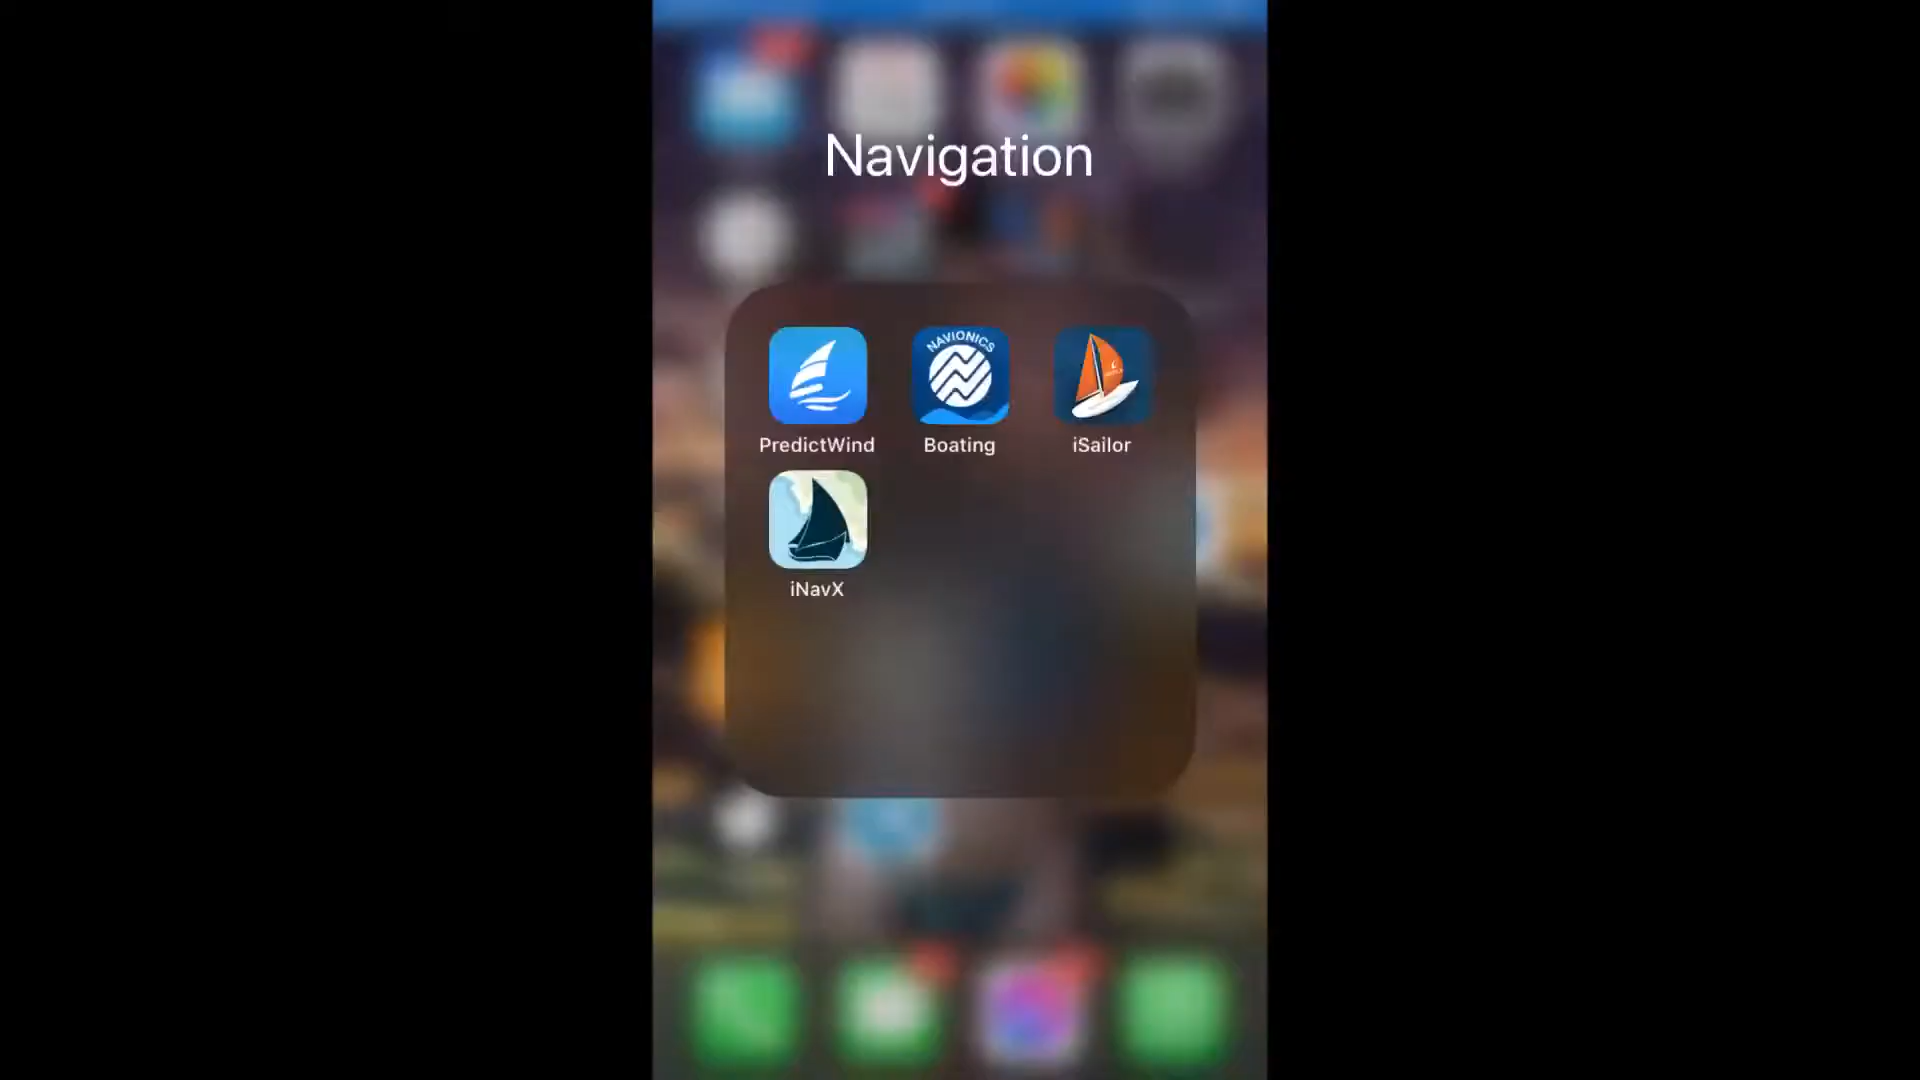 Navigation
NAVIONICS
PredictWind
Boating
iSailor
iNavX